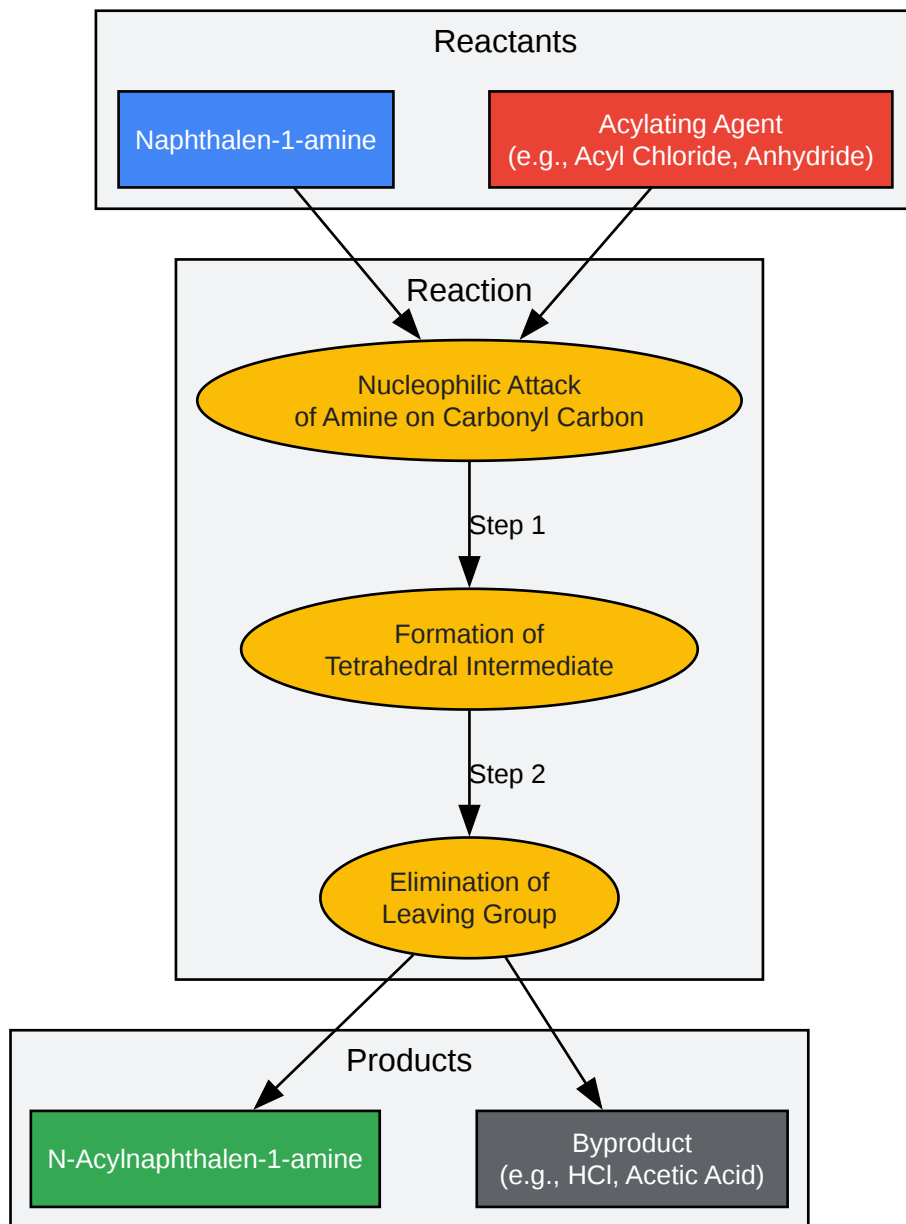 Reactants
Naphthalen-1-amine
Acylating Agent
(e.g., Acyl Chloride, Anhydride)
Reaction
Nucleophilic Attack
of Amine on Carbonyl Carbon
Step 1
Formation of
Tetrahedral Intermediate
Step 2
Elimination of
Leaving Group
Products
N-Acylnaphthalen-1-amine
Byproduct
(e.g., HCl, Acetic Acid)